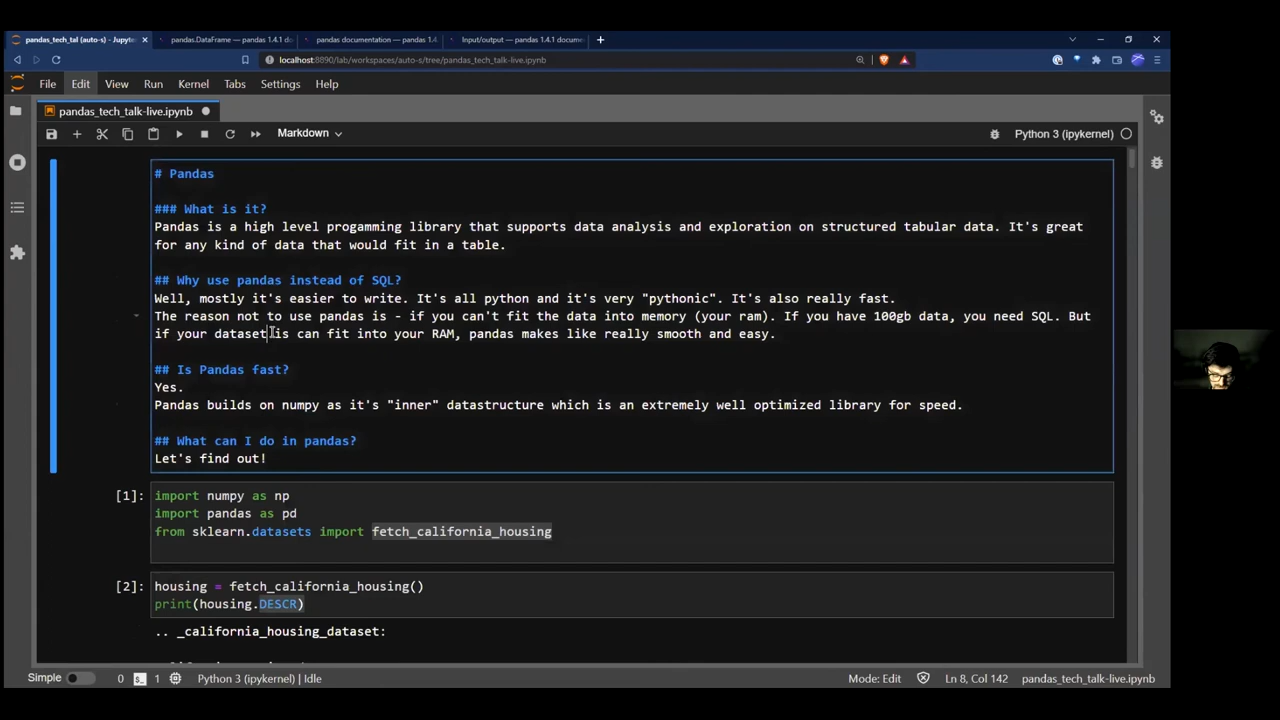 pandas_tech_tal (auto-s) - Jupyte
pandas.DataFrame — pandas 1.4.1 do
pandas documentation — pandas 1.4.
Input/output — pandas 1.4.1 docume
localhost:8890/lab/workspaces/auto-s/tree/pandas_tech_talk-live.ipynb
File Edit View Run Kernel Tabs Settings Help
pandas_tech_talk-live.ipynb
Markdown
Python 3 (ipykernel)
# Pandas
### What is it?
Pandas is a high level progamming library that supports data analysis and exploration on structured tabular data. It's great
for any kind of data that would fit in a table.
## Why use pandas instead of SQL?
Well, mostly it's easier to write. It's all python and it's very "pythonic". It's also really fast.
The reason not to use pandas is - if you can't fit the data into memory (your ram). If you have 100gb data, you need SQL. But
if your dataset is can fit into your RAM, pandas makes like really smooth and easy.
## Is Pandas fast?
Yes.
Pandas builds on numpy as it's "inner" datastructure which is an extremely well optimized library for speed.
## What can I do in pandas?
Let's find out!
[1]:
import numpy as np
import pandas as pd
from sklearn.datasets import fetch_california_housing
[2]:
housing = fetch_california_housing()
print(housing.DESCR)
.. _california_housing_dataset:
Simple
0
1
Python 3 (ipykernel) | Idle
Mode: Edit
Ln 8, Col 142
pandas_tech_talk-live.ipynb